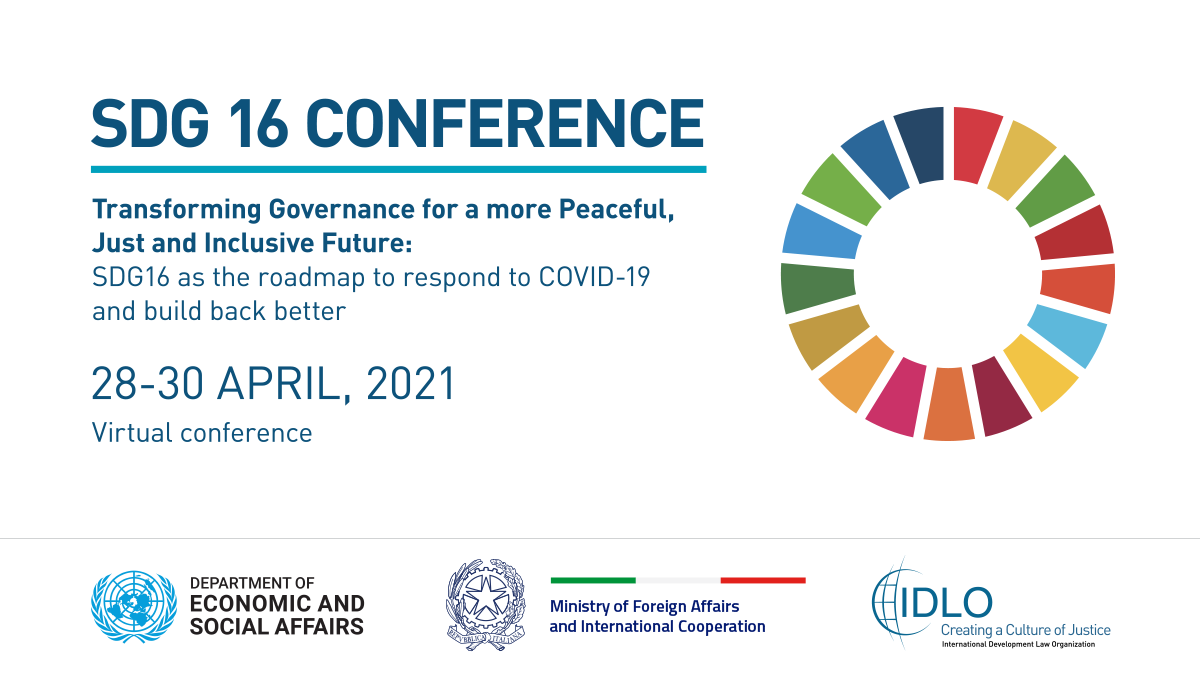 SDG 16 CONFERENCE
Transforming Governance for a more Peaceful,
Just and Inclusive Future:
SDG16 as the roadmap to respond to COVID-19
and build back better
28-30 APRIL, 2021
Virtual conference
DEPARTMENT OF
ECONOMIC AND
SOCIAL AFFAIRS
REPVBBLICA ITALIANA
Ministry of Foreign Affairs
and International Cooperation
IDLO
Creating a Culture of Justice
International Development Law Organization